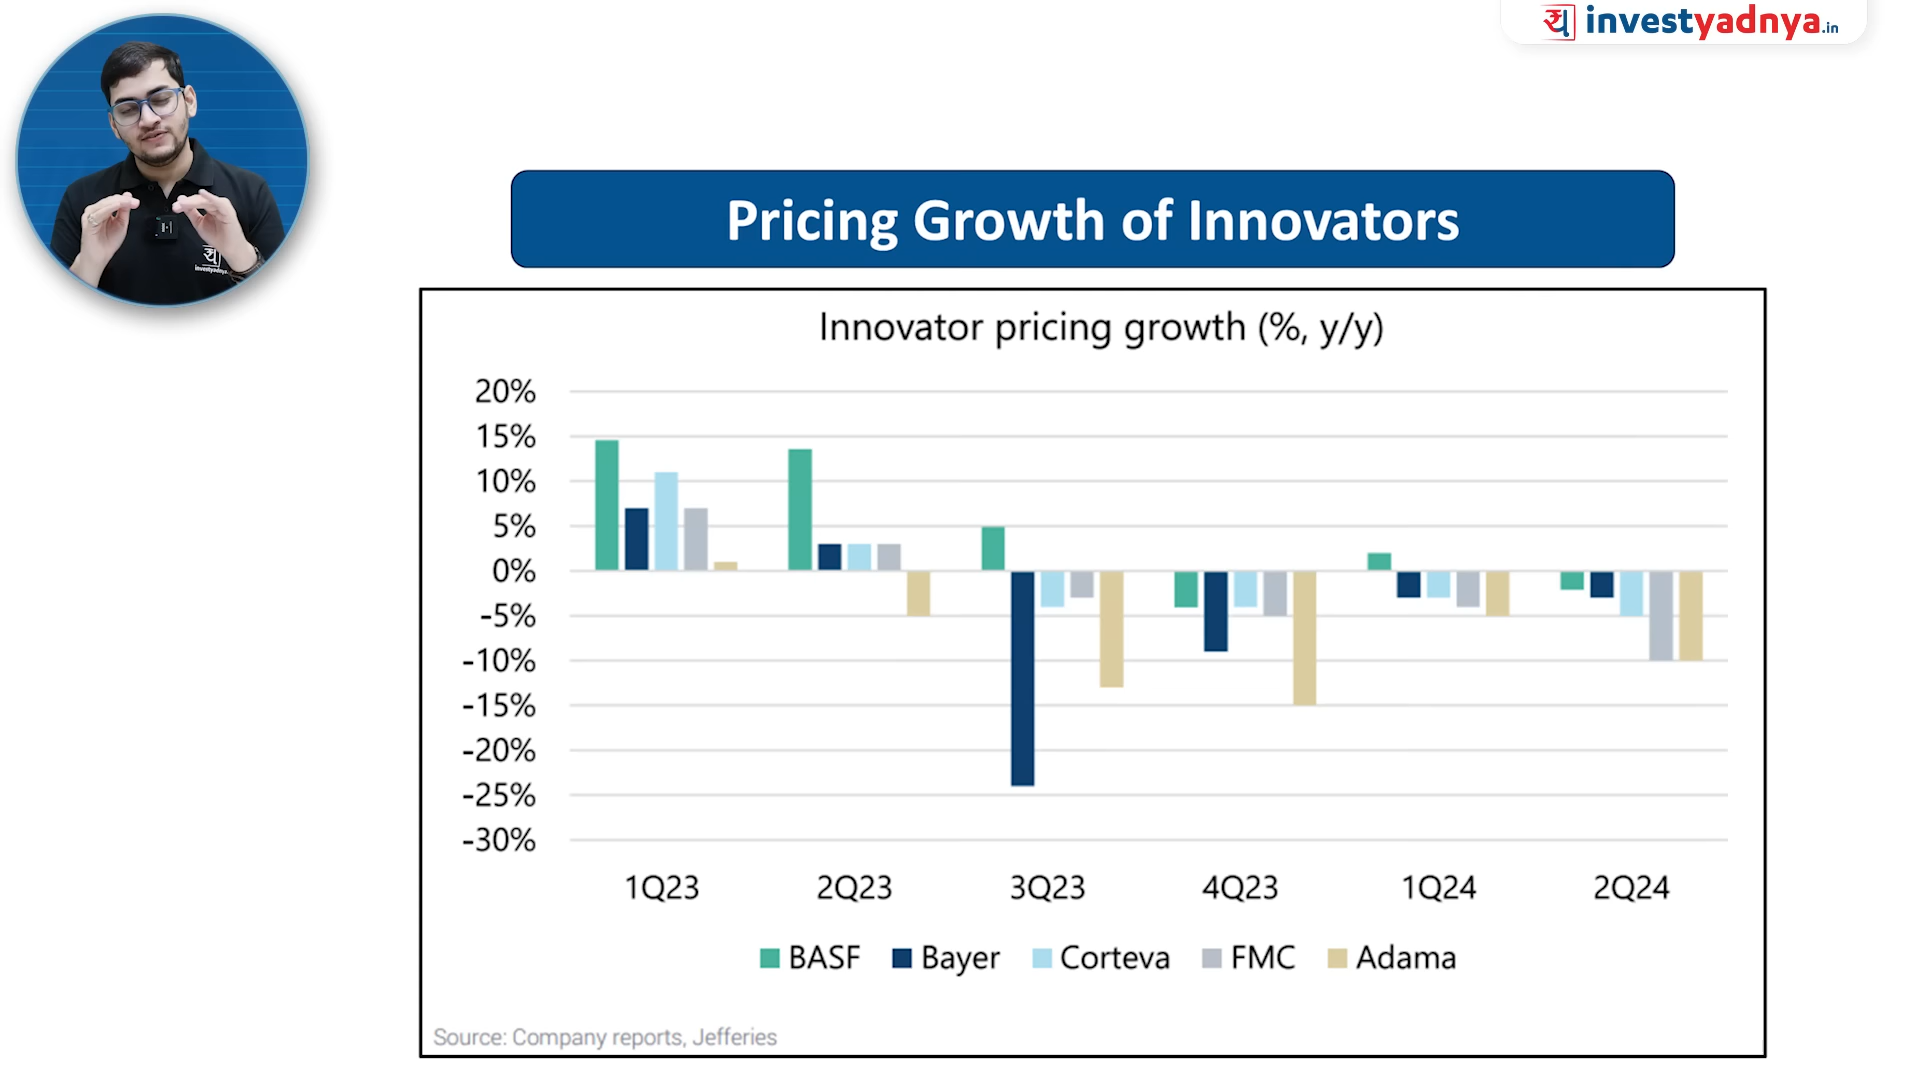 investyadnya.in
investyadnya.
Pricing Growth of Innovators
Innovator pricing growth (%, y/y)
20%
15%
10%
5%
0%
-5%
-10%
-15%
-20%
-25%
-30%
1Q23 2Q23 3Q23 4Q23 1Q24 2Q24
BASF Bayer Corteva FMC Adama
Source: Company reports, Jefferies